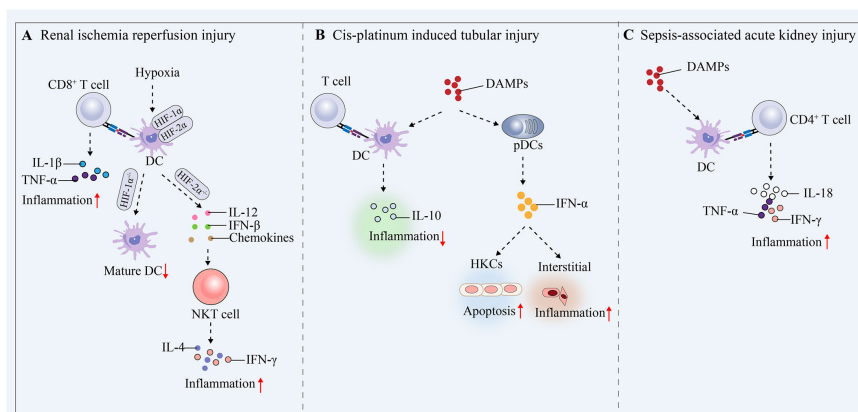 A Renal ischemia reperfusion injury
Hypoxia
CD8⁺ T cell
HIF-1α
HIF-2α
DC
IL-1β
TNF-α
Inflammation
HIF-1α-/-
HIF-2α-/-
IL-12
IFN-β
Chemokines
Mature DC
NKT cell
IL-4
IFN-γ
Inflammation
B Cis-platinum induced tubular injury
T cell
DAMPs
DC
pDCs
IL-10
Inflammation
IFN-α
HKCs
Interstitial
Apoptosis
Inflammation
C Sepsis-associated acute kidney injury
DAMPs
CD4⁺ T cell
DC
IL-18
TNF-α
IFN-γ
Inflammation